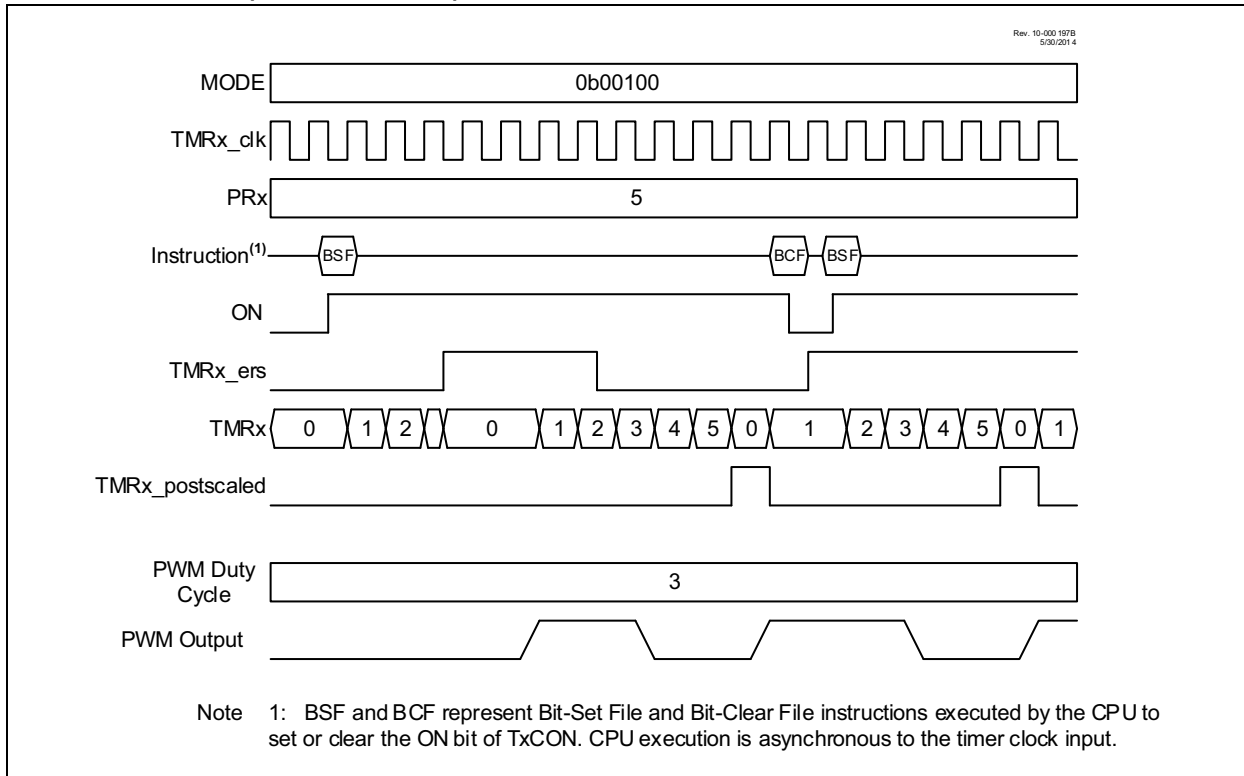 Rev. 10-000 197B
5/30/201 4
MODE 0b00100
TMRx_clk
PRx 5
Instruction(1) BSF BCF BSF
ON
TMRx_ers
TMRx 0 1 2 0 1 2 3 4 5 0 1 2 3 4 5 0 1
TMRx_postscaled
PWM Duty
Cycle 3
PWM Output
Note 1: BSF and BCF represent Bit-Set File and Bit-Clear File instructions executed by the CPU to
set or clear the ON bit of TxCON. CPU execution is asynchronous to the timer clock input.